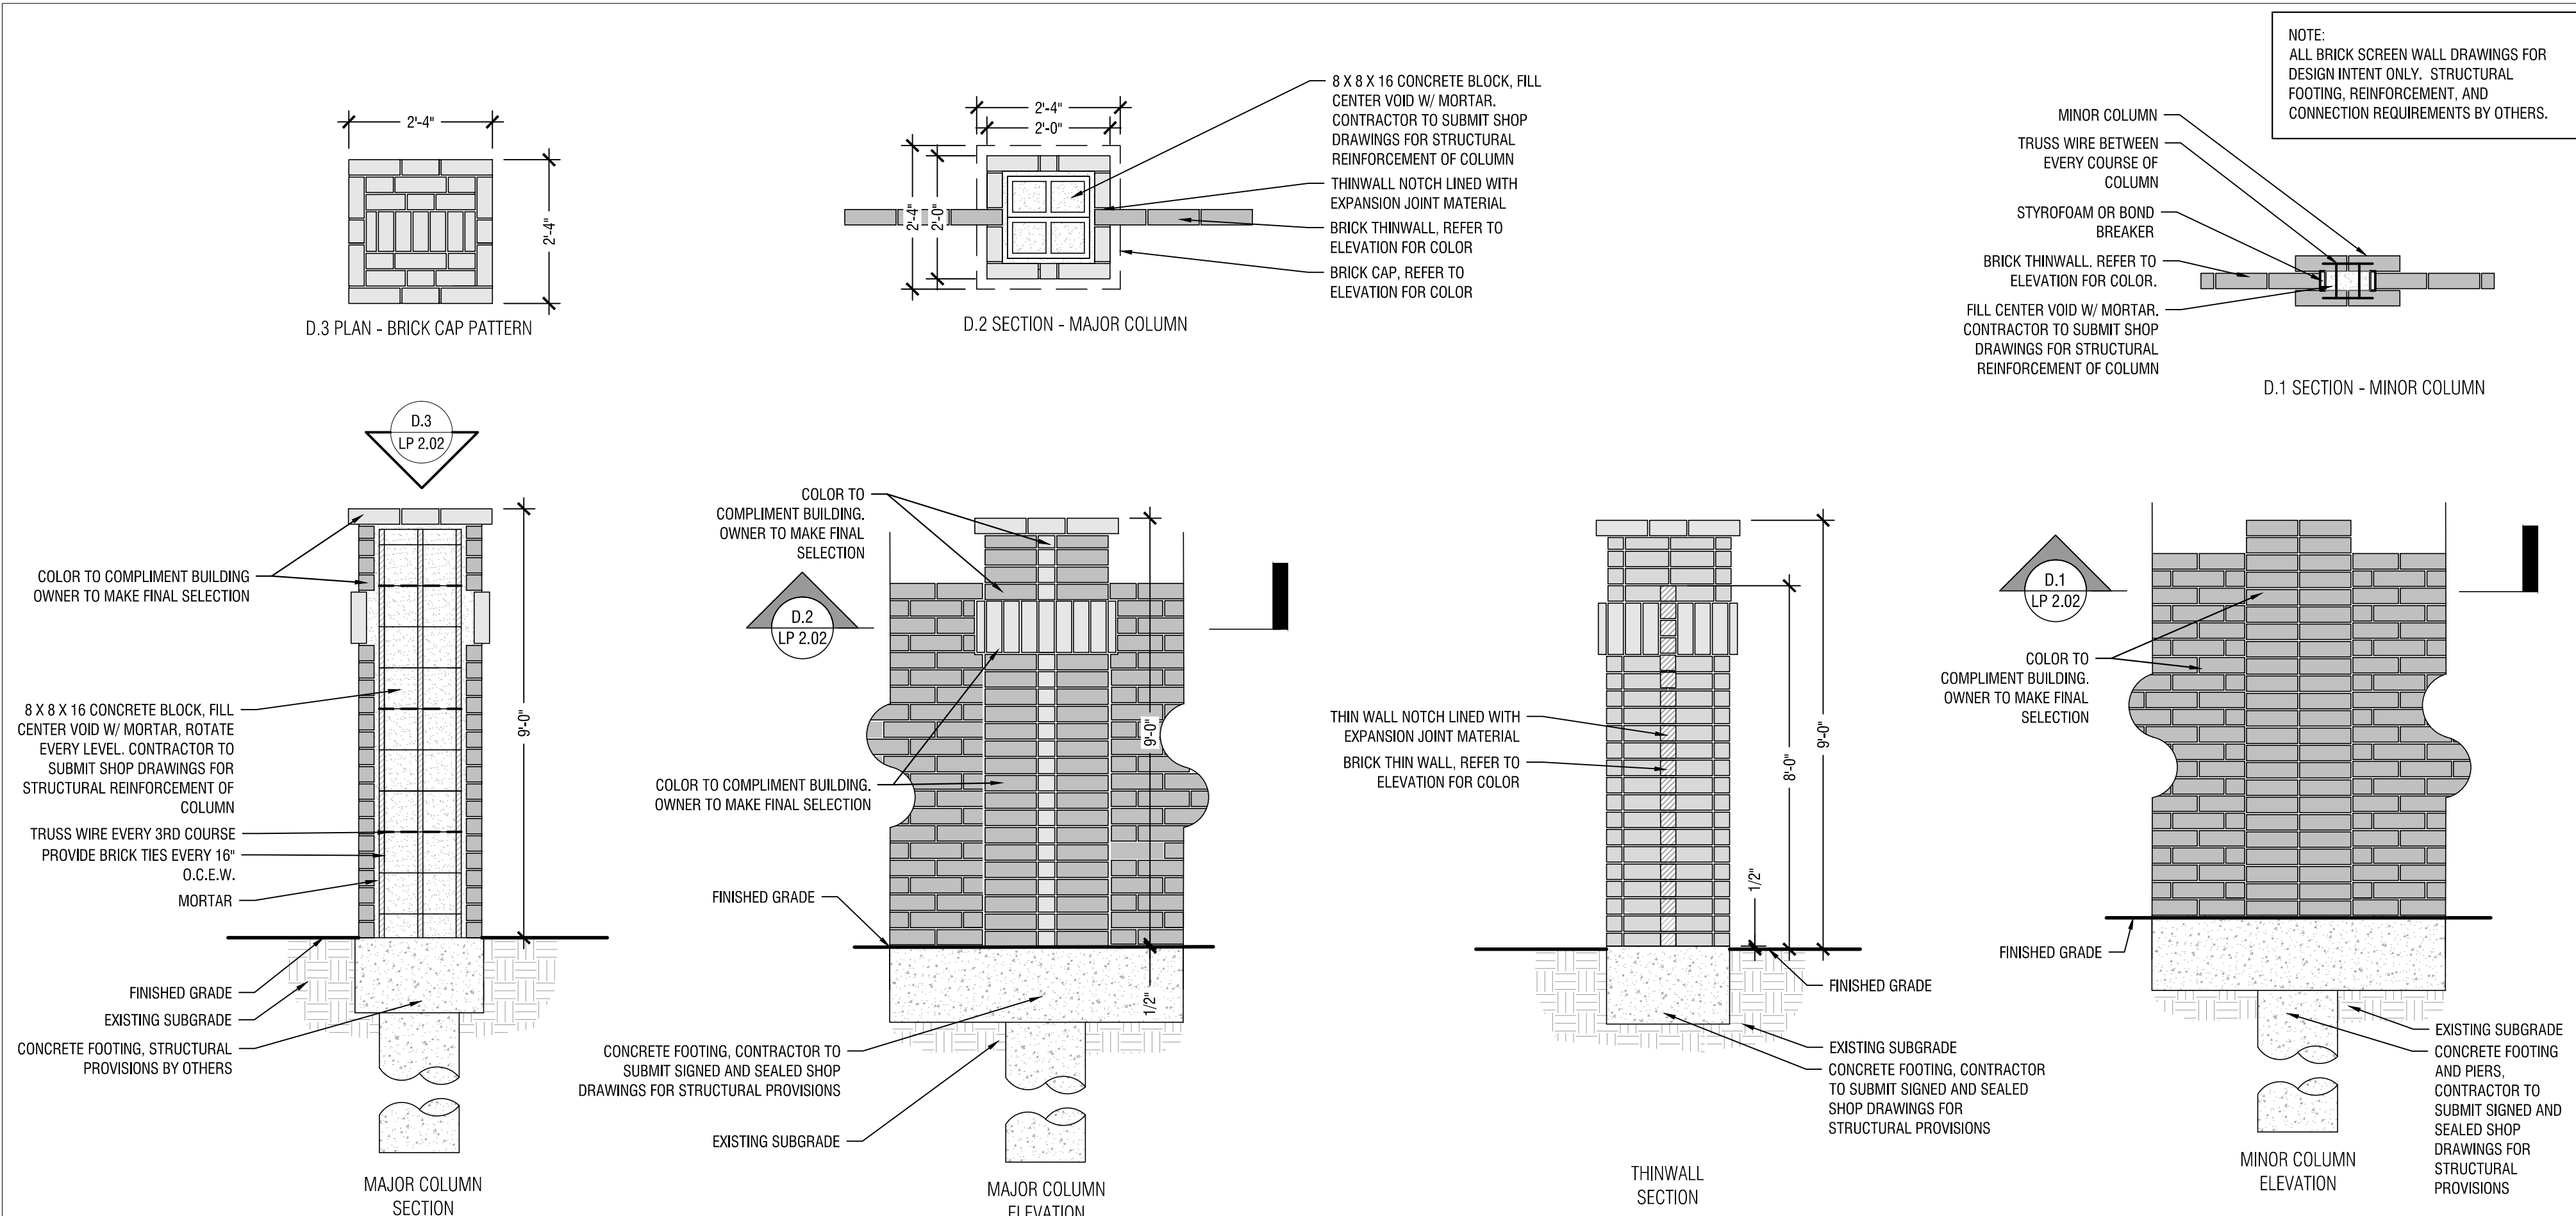 NOTE:
ALL BRICK SCREEN WALL DRAWINGS FOR
DESIGN INTENT ONLY. STRUCTURAL
FOOTING, REINFORCEMENT, AND
CONNECTION REQUIREMENTS BY OTHERS.
2'-4"
2'-4"
D.3 PLAN - BRICK CAP PATTERN
2'-4"
2'-0"
2'-4"
2'-0"
8 X 8 X 16 CONCRETE BLOCK, FILL
CENTER VOID W/ MORTAR.
CONTRACTOR TO SUBMIT SHOP
DRAWINGS FOR STRUCTURAL
REINFORCEMENT OF COLUMN
THINWALL NOTCH LINED WITH
EXPANSION JOINT MATERIAL
BRICK THINWALL, REFER TO
ELEVATION FOR COLOR
BRICK CAP, REFER TO
ELEVATION FOR COLOR
D.2 SECTION - MAJOR COLUMN
MINOR COLUMN
TRUSS WIRE BETWEEN
EVERY COURSE OF
COLUMN
STYROFOAM OR BOND
BREAKER
BRICK THINWALL, REFER TO
ELEVATION FOR COLOR.
FILL CENTER VOID W/ MORTAR.
CONTRACTOR TO SUBMIT SHOP
DRAWINGS FOR STRUCTURAL
REINFORCEMENT OF COLUMN
D.1 SECTION - MINOR COLUMN
D.3
LP 2.02
COLOR TO COMPLIMENT BUILDING
OWNER TO MAKE FINAL SELECTION
8 X 8 X 16 CONCRETE BLOCK, FILL
CENTER VOID W/ MORTAR, ROTATE
EVERY LEVEL. CONTRACTOR TO
SUBMIT SHOP DRAWINGS FOR
STRUCTURAL REINFORCEMENT OF
COLUMN
TRUSS WIRE EVERY 3RD COURSE
PROVIDE BRICK TIES EVERY 16"
O.C.E.W.
MORTAR
FINISHED GRADE
EXISTING SUBGRADE
CONCRETE FOOTING, STRUCTURAL
PROVISIONS BY OTHERS
9'-0"
MAJOR COLUMN
SECTION
COLOR TO
COMPLIMENT BUILDING.
OWNER TO MAKE FINAL
SELECTION
D.2
LP 2.02
COLOR TO COMPLIMENT BUILDING.
OWNER TO MAKE FINAL SELECTION
FINISHED GRADE
CONCRETE FOOTING, CONTRACTOR TO
SUBMIT SIGNED AND SEALED SHOP
DRAWINGS FOR STRUCTURAL PROVISIONS
EXISTING SUBGRADE
9'-0"
1/2"
MAJOR COLUMN
ELEVATION
THIN WALL NOTCH LINED WITH
EXPANSION JOINT MATERIAL
BRICK THIN WALL, REFER TO
ELEVATION FOR COLOR
1/2"
8'-0"
9'-0"
FINISHED GRADE
EXISTING SUBGRADE
CONCRETE FOOTING, CONTRACTOR
TO SUBMIT SIGNED AND SEALED
SHOP DRAWINGS FOR
STRUCTURAL PROVISIONS
THINWALL
SECTION
D.1
LP 2.02
COLOR TO
COMPLIMENT BUILDING.
OWNER TO MAKE FINAL
SELECTION
FINISHED GRADE
EXISTING SUBGRADE
CONCRETE FOOTING
AND PIERS,
CONTRACTOR TO
SUBMIT SIGNED AND
SEALED SHOP
DRAWINGS FOR
STRUCTURAL
PROVISIONS
MINOR COLUMN
ELEVATION